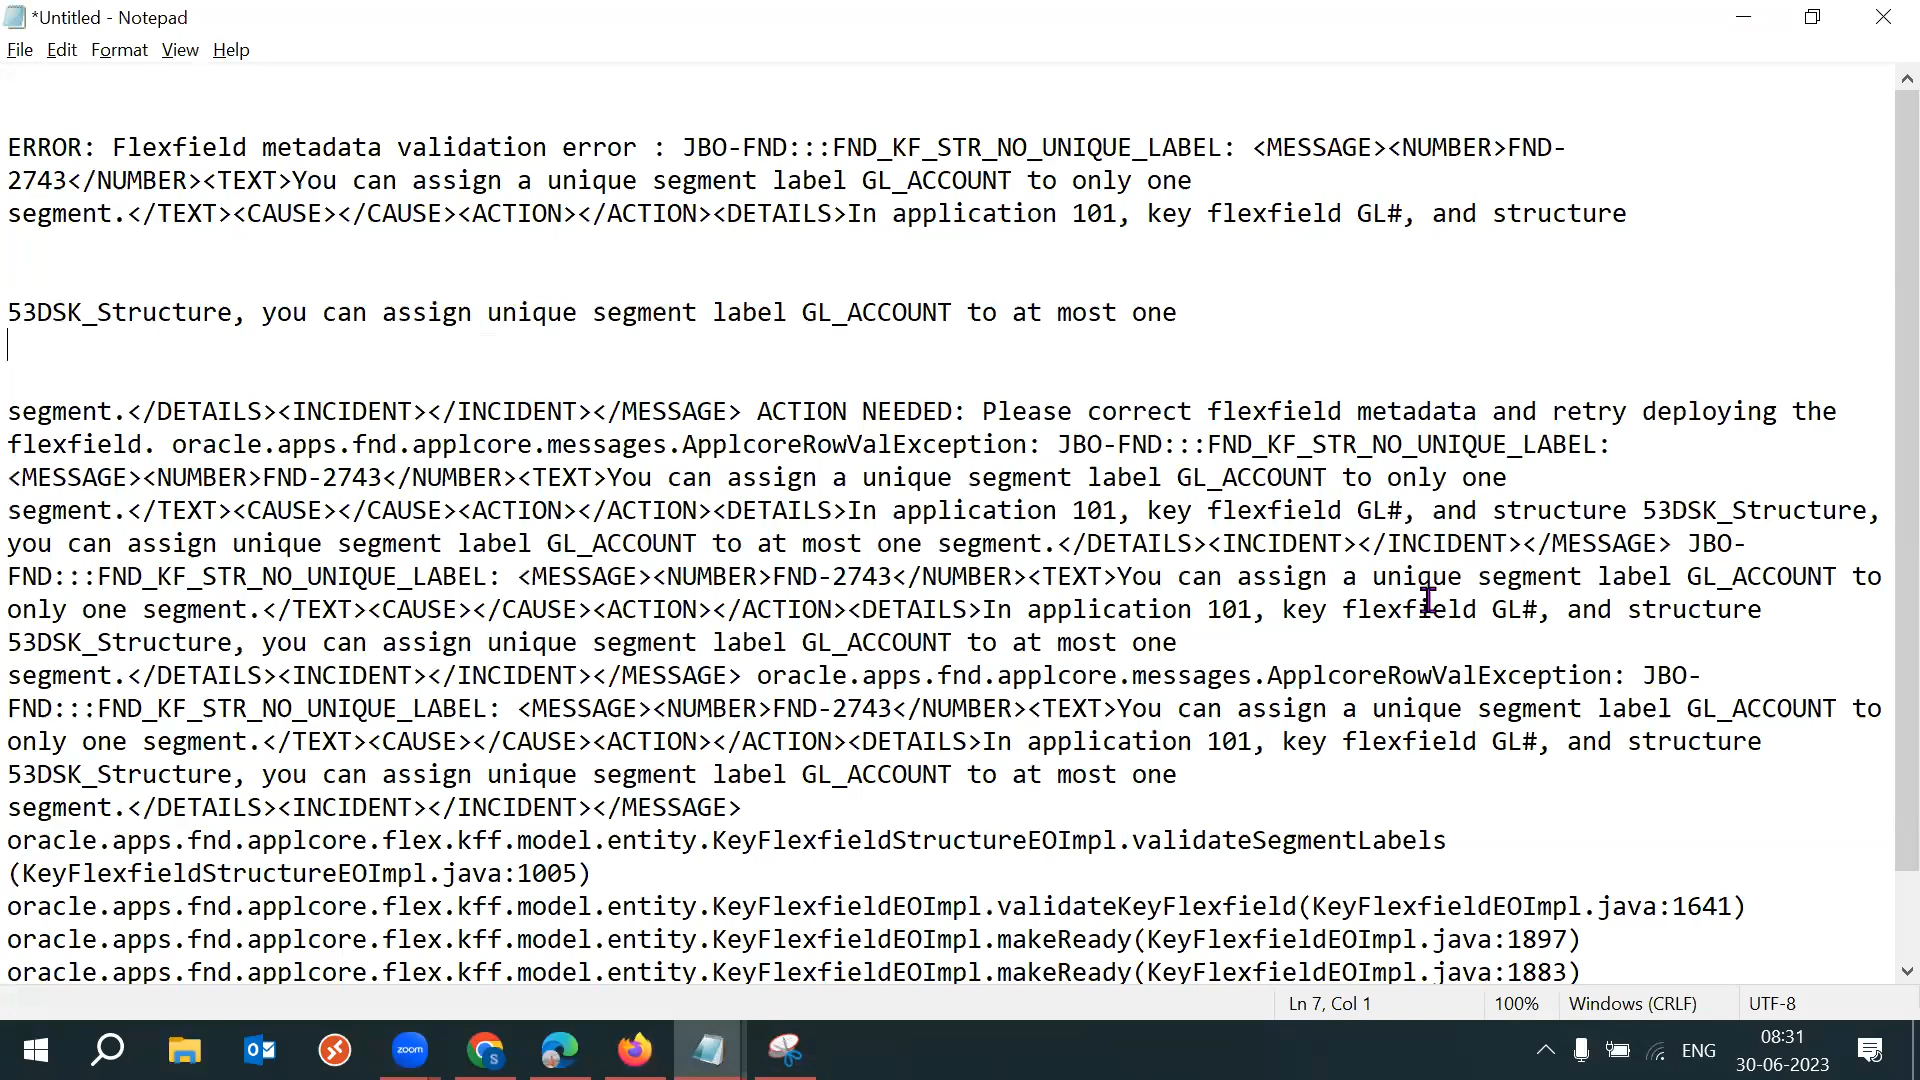 *Untitled - Notepad
File Edit Format View Help
ERROR: Flexfield metadata validation error : JBO-FND:::FND_KF_STR_NO_UNIQUE_LABEL: <MESSAGE><NUMBER>FND-
2743</NUMBER><TEXT>You can assign a unique segment label GL_ACCOUNT to only one
segment.</TEXT><CAUSE></CAUSE><ACTION></ACTION><DETAILS>In application 101, key flexfield GL#, and structure
53DSK_Structure, you can assign unique segment label GL_ACCOUNT to at most one
segment.</DETAILS><INCIDENT></INCIDENT></MESSAGE> ACTION NEEDED: Please correct flexfield metadata and retry deploying the
flexfield. oracle.apps.fnd.applcore.messages.ApplcoreRowValException: JBO-FND:::FND_KF_STR_NO_UNIQUE_LABEL:
<MESSAGE><NUMBER>FND-2743</NUMBER><TEXT>You can assign a unique segment label GL_ACCOUNT to only one
segment.</TEXT><CAUSE></CAUSE><ACTION></ACTION><DETAILS>In application 101, key flexfield GL#, and structure 53DSK_Structure,
you can assign unique segment label GL_ACCOUNT to at most one segment.</DETAILS><INCIDENT></INCIDENT></MESSAGE> JBO-
FND:::FND_KF_STR_NO_UNIQUE_LABEL: <MESSAGE><NUMBER>FND-2743</NUMBER><TEXT>You can assign a unique segment label GL_ACCOUNT to
only one segment.</TEXT><CAUSE></CAUSE><ACTION></ACTION><DETAILS>In application 101, key flexfield GL#, and structure
53DSK_Structure, you can assign unique segment label GL_ACCOUNT to at most one
segment.</DETAILS><INCIDENT></INCIDENT></MESSAGE> oracle.apps.fnd.applcore.messages.ApplcoreRowValException: JBO-
FND:::FND_KF_STR_NO_UNIQUE_LABEL: <MESSAGE><NUMBER>FND-2743</NUMBER><TEXT>You can assign a unique segment label GL_ACCOUNT to
only one segment.</TEXT><CAUSE></CAUSE><ACTION></ACTION><DETAILS>In application 101, key flexfield GL#, and structure
53DSK_Structure, you can assign unique segment label GL_ACCOUNT to at most one
segment.</DETAILS><INCIDENT></INCIDENT></MESSAGE>
oracle.apps.fnd.applcore.flex.kff.model.entity.KeyFlexfieldStructureEOImpl.validateSegmentLabels
(KeyFlexfieldStructureEOImpl.java:1005)
oracle.apps.fnd.applcore.flex.kff.model.entity.KeyFlexfieldEOImpl.validateKeyFlexfield(KeyFlexfieldEOImpl.java:1641)
oracle.apps.fnd.applcore.flex.kff.model.entity.KeyFlexfieldEOImpl.makeReady(KeyFlexfieldEOImpl.java:1897)
oracle.apps.fnd.applcore.flex.kff.model.entity.KeyFlexfieldEOImpl.makeReady(KeyFlexfieldEOImpl.java:1883)
Ln 7, Col 1 100% Windows (CRLF) UTF-8
zoom
S
ENG
08:31
30-06-2023